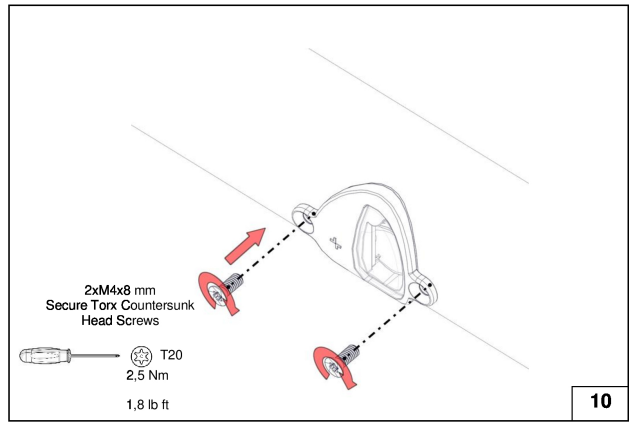 2xM4x8 mm
Secure Torx Countersunk
Head Screws
T20
2,5 Nm
1,8 lb ft
10